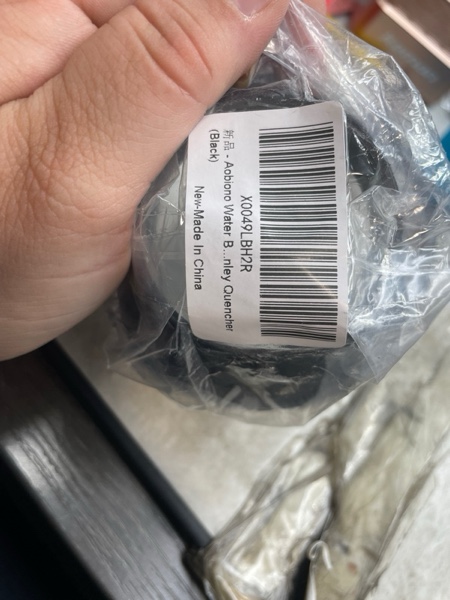 X0049LBH2R
新品 - Aobiono Water B...nley Quencher
(Black)
New-Made In China